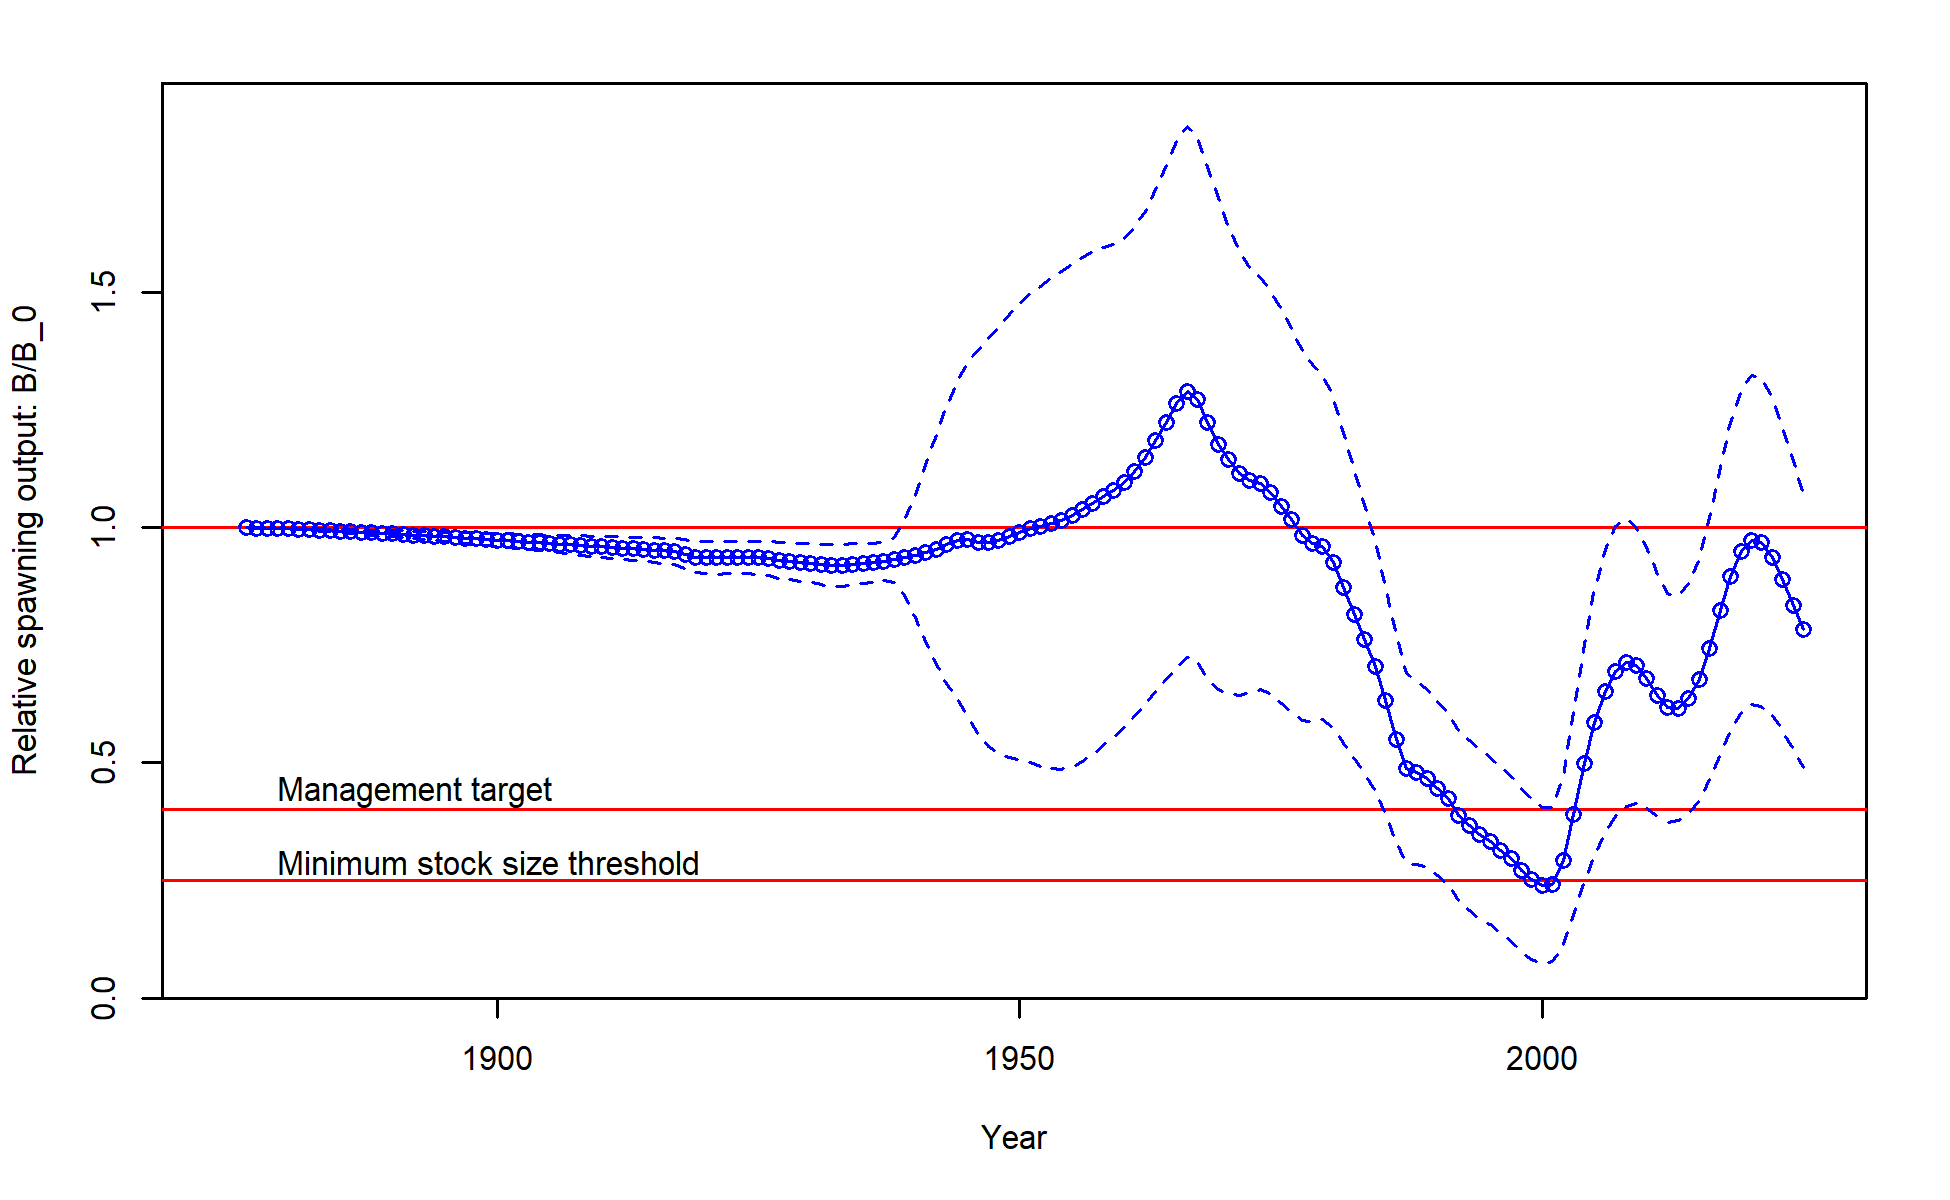 Relative spawning output: B/B_0
1.5
1.0
0.5
0.0
Management target
Minimum stock size threshold
1900
1950
2000
Year